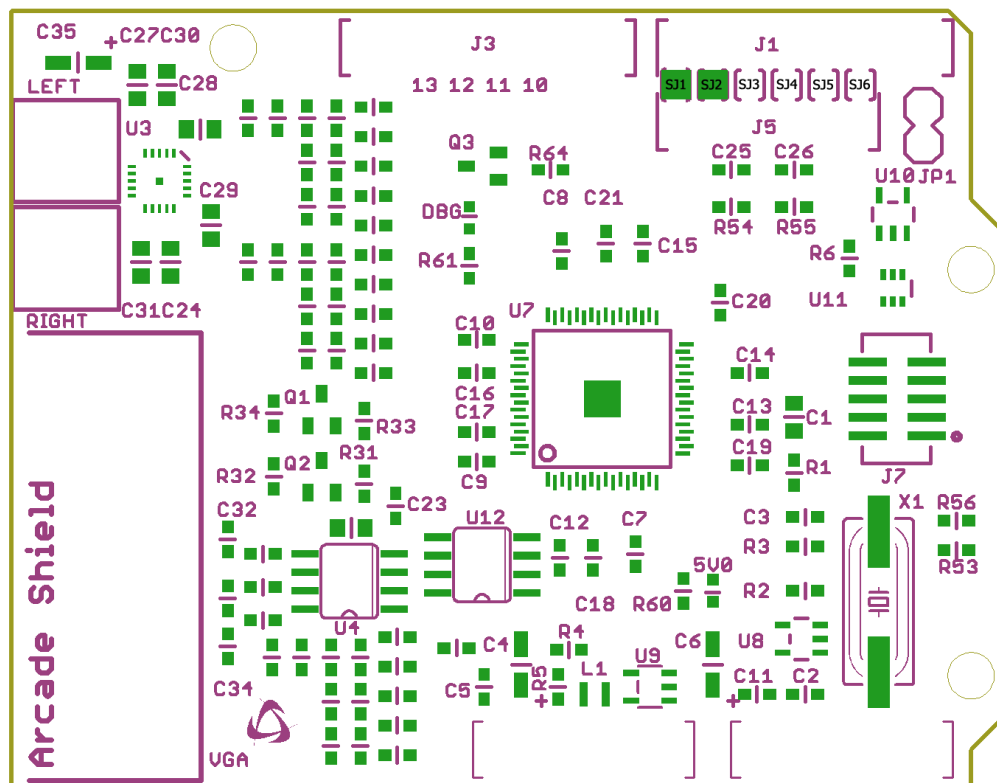 C35
C27C30
J3
J1
LEFT
C28
13 12 11 10
SJ1 SJ2 SJ3 SJ4 SJ5 SJ6
U3
Q3
R64
J5
C25
C26
U10
JP1
C29
DBG
C8
C21
R54
R55
R61
C15
R6
C31C24
RIGHT
U7
C20
U11
C10
C14
C16
C17
Q1
R34
R33
C13
C1
C9
C19
R1
J7
Q2
R31
R32
C23
C32
U12
C12
C7
C3
X1
R56
R3
R53
5V0
R2
R60
C18
Arcade Shield
U4
C4
R4
C6
U8
U9
C34
C5
R5
L1
C11
C2
VGA